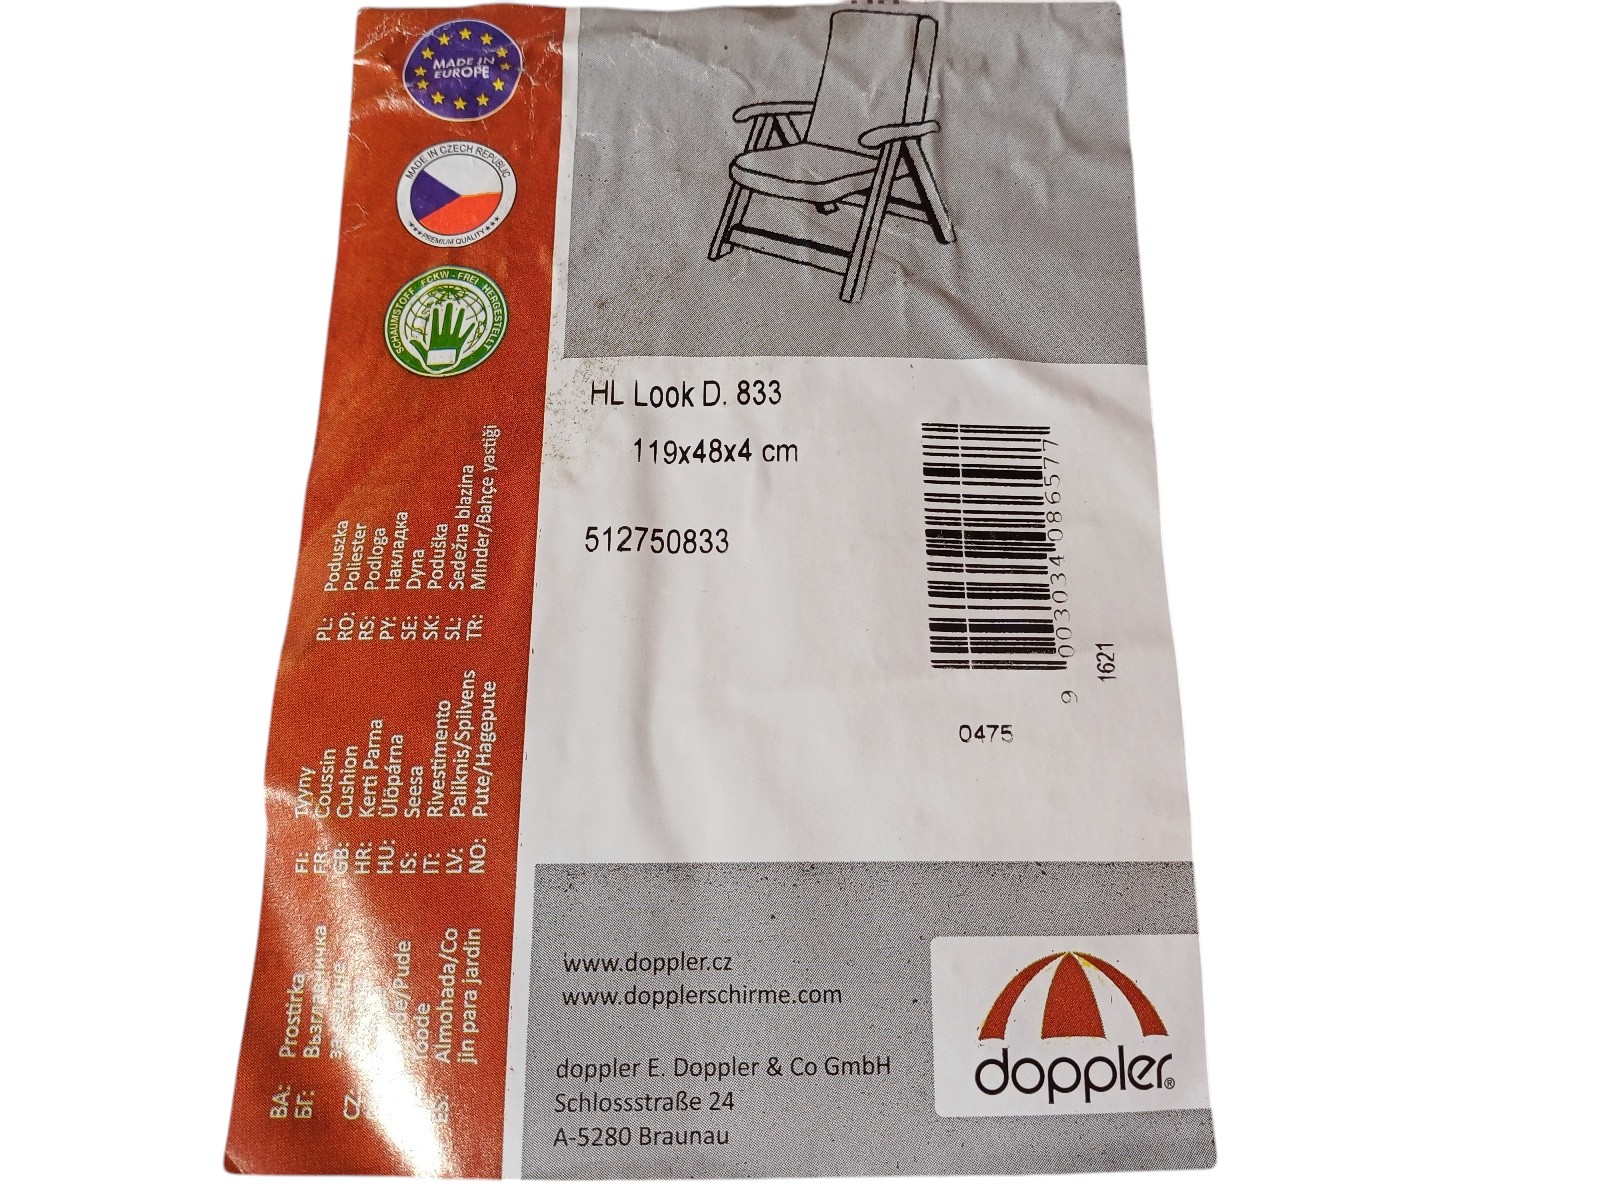 MADE IN
EUROPE
MADE IN CZECH REPUBLIC
PREMIUM QUALITY
SCHAUMSTOFF FCKW-FREI HERGESTELLT
HL Look D. 833
119x48x4 cm
512750833
9 003034 086577
1621
0475
BA: Prostirka
БГ:
CZ:
ES: Almohada/Co
jin para jardin
FI: Tyyny
FR: Coussin
GB: Cushion
HR: Kerti Parna
HU: Ülopárna
IS: Seesa
IT: Rivestimento
LV: Paliknis/Spilvens
NO: Pute/Hagepute
PL: Poduszka
RO: Poliester
RS: Podloga
РУ: Накладка
SE: Dyna
SK: Poduška
SL: Sedežna blazina
TR: Minder/Bahçe yastiği
www.doppler.cz
www.dopplerschirme.com
doppler E. Doppler & Co GmbH
Schlossstraße 24
A-5280 Braunau
doppler®